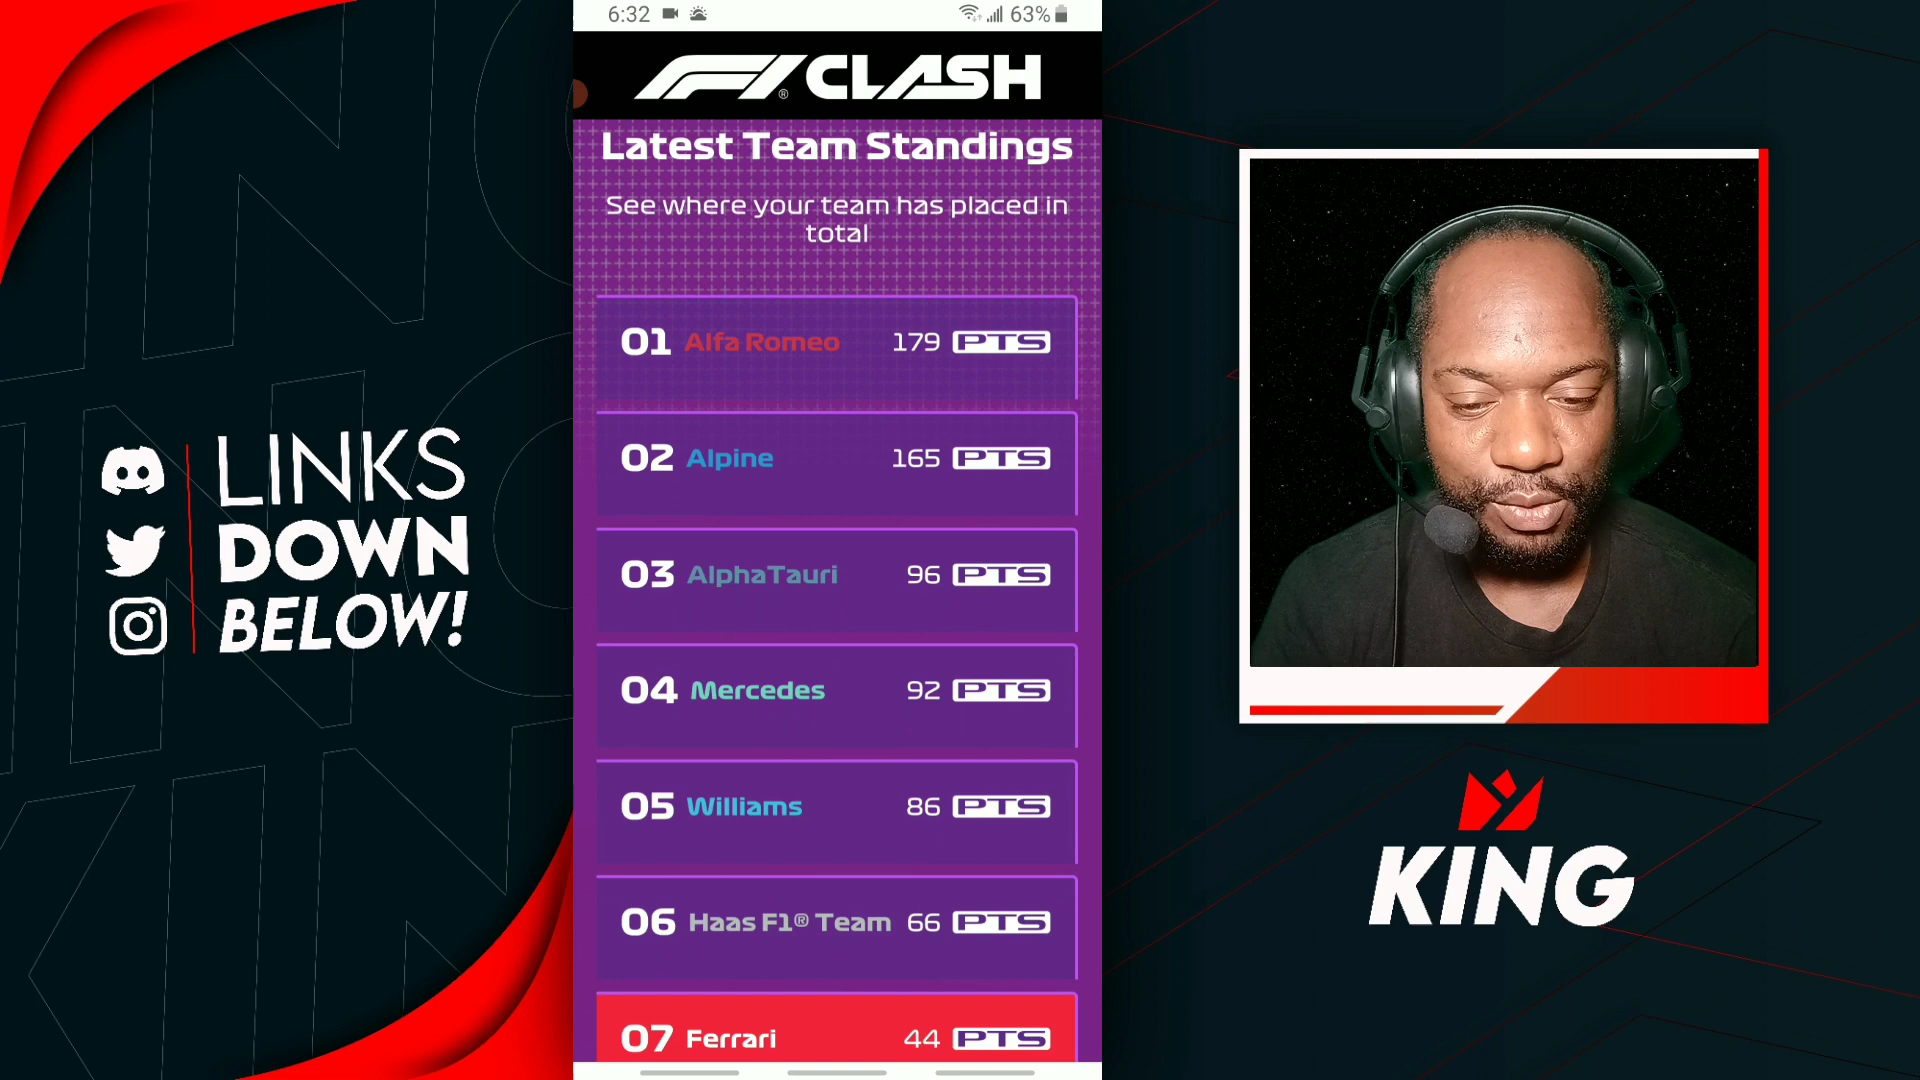 LINKS
DOWN
BELOW!
6:32
63%
F1® CLASH
Latest Team Standings
See where your team has placed in
total
01 Alfa Romeo 179 PTS
02 Alpine 165 PTS
03 AlphaTauri 96 PTS
04 Mercedes 92 PTS
05 Williams 86 PTS
06 Haas F1® Team 66 PTS
07 Ferrari 44 PTS
KING